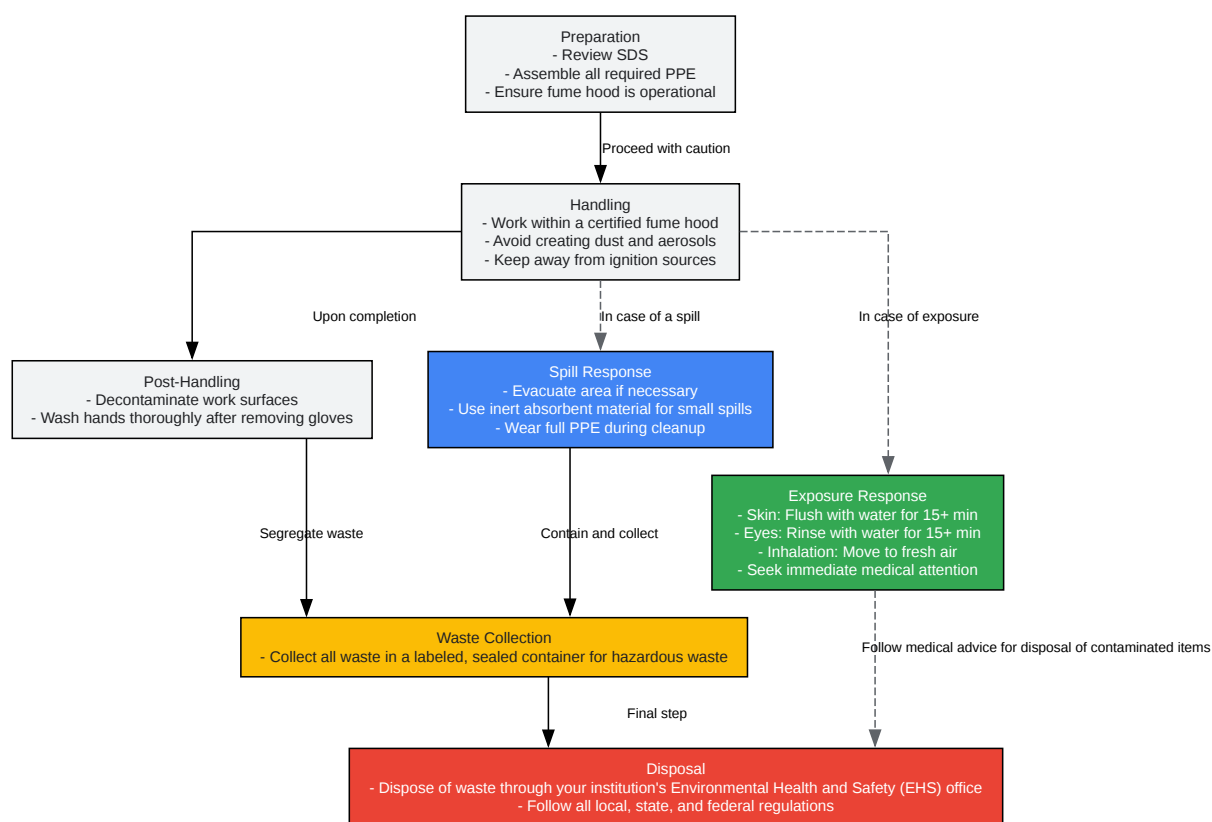 Preparation
- Review SDS
- Assemble all required PPE
- Ensure fume hood is operational
Proceed with caution
Handling
- Work within a certified fume hood
- Avoid creating dust and aerosols
- Keep away from ignition sources
Upon completion
In case of a spill
In case of exposure
Post-Handling
- Decontaminate work surfaces
- Wash hands thoroughly after removing gloves
Spill Response
- Evacuate area if necessary
- Use inert absorbent material for small spills
- Wear full PPE during cleanup
Exposure Response
- Skin: Flush with water for 15+ min
- Eyes: Rinse with water for 15+ min
- Inhalation: Move to fresh air
- Seek immediate medical attention
Segregate waste
Contain and collect
Waste Collection
- Collect all waste in a labeled, sealed container for hazardous waste
Follow medical advice for disposal of contaminated items
Final step
Disposal
- Dispose of waste through your institution's Environmental Health and Safety (EHS) office
- Follow all local, state, and federal regulations